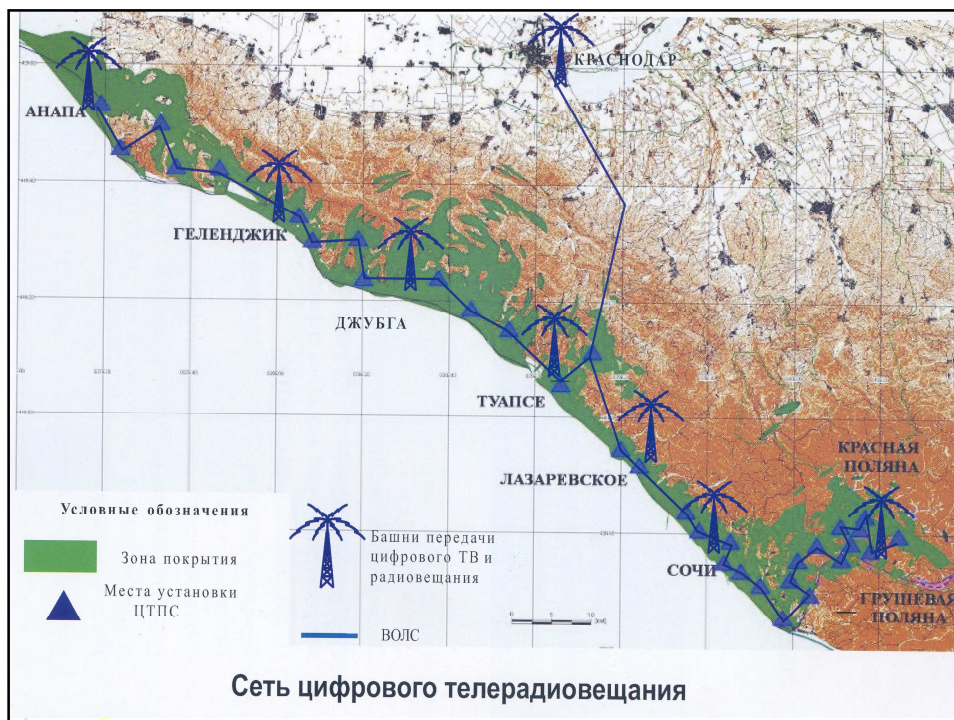 КРАСНОДАР
АНАПА
ГЕЛЕНДЖИК
ДЖУБГА
ТУАПСЕ
ЛАЗАРЕВСКОЕ
КРАСНАЯ
ПОЛЯНА
СОЧИ
ГРУШЕВАЯ
ПОЛЯНА
Условные обозначения
Зона покрытия
Места установки
ЦТПС
Башни передачи
цифрового ТВ и
радиовещания
ВОЛС
Сеть цифрового телерадиовещания